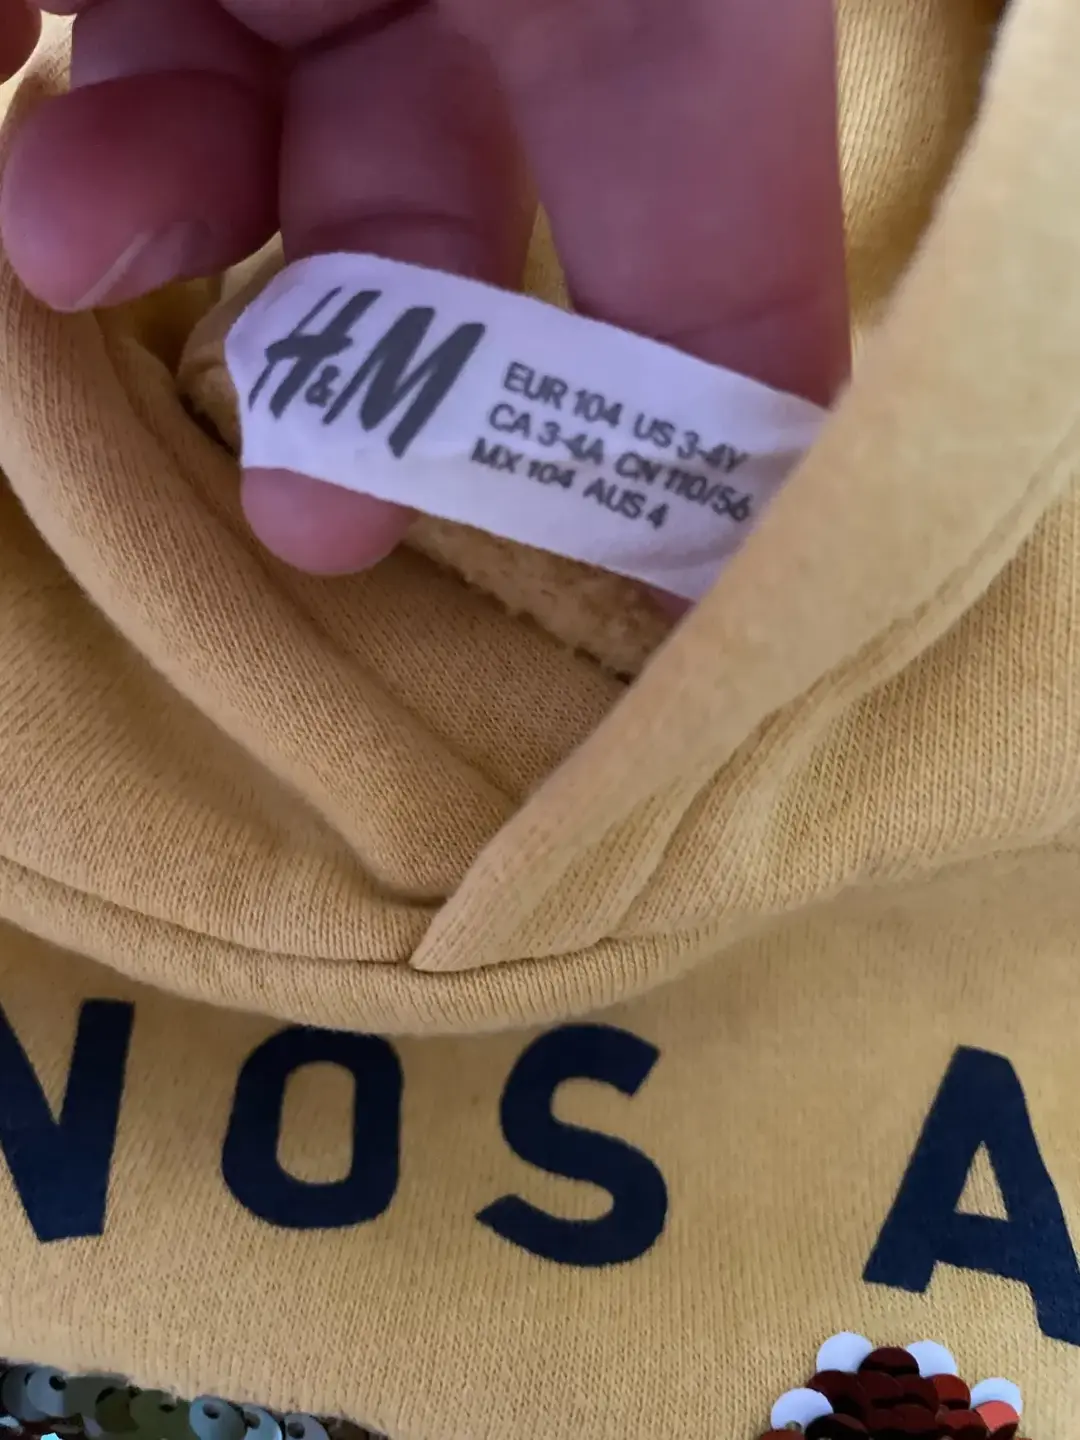 H&M
EUR 104 US 3-4Y
CA 3-4A CN 110/56
MX 104 AUS 4
NOS A